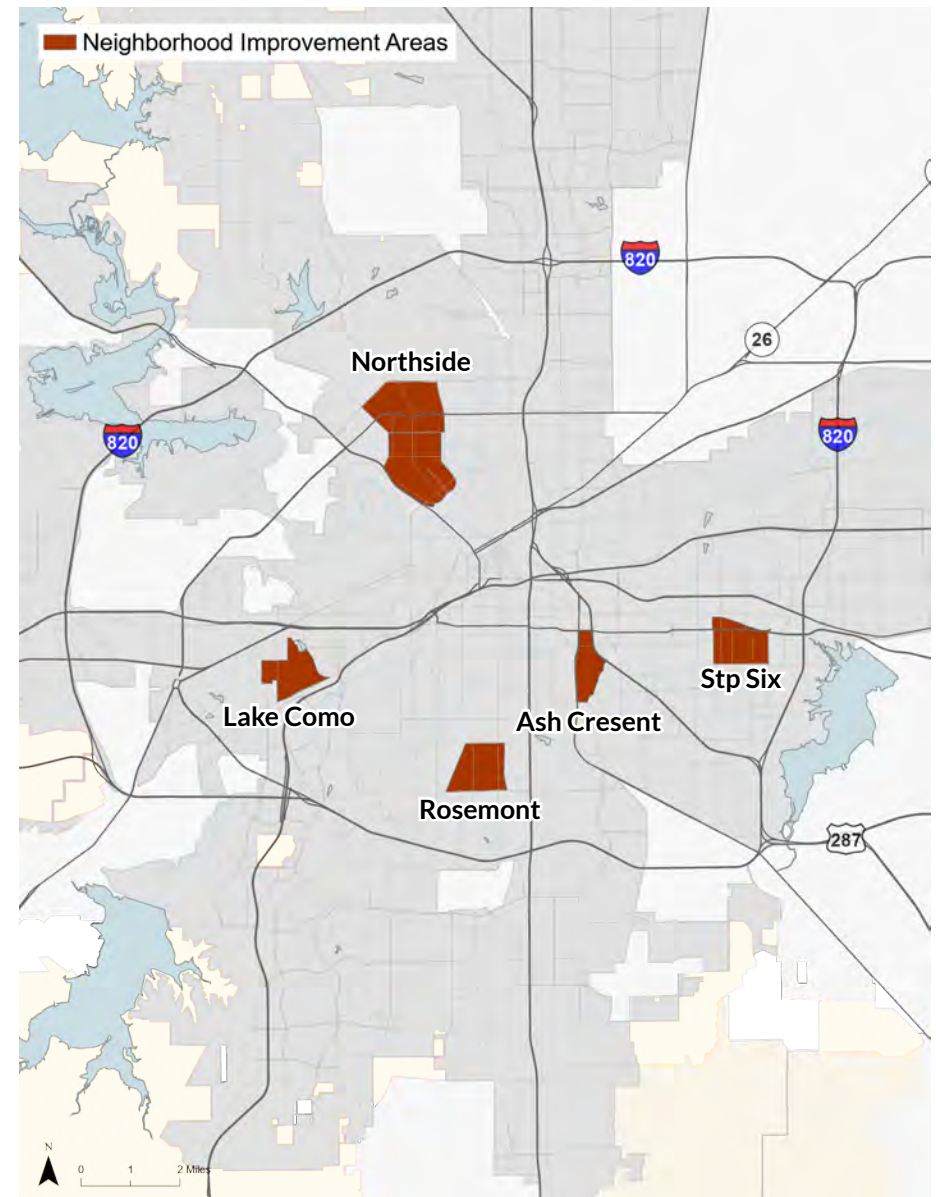 Neighborhood Improvement Areas
820
26
Northside
820
820
Stp Six
Lake Como
Ash Cresent
Rosemont
287
N
0 1 2 Miles